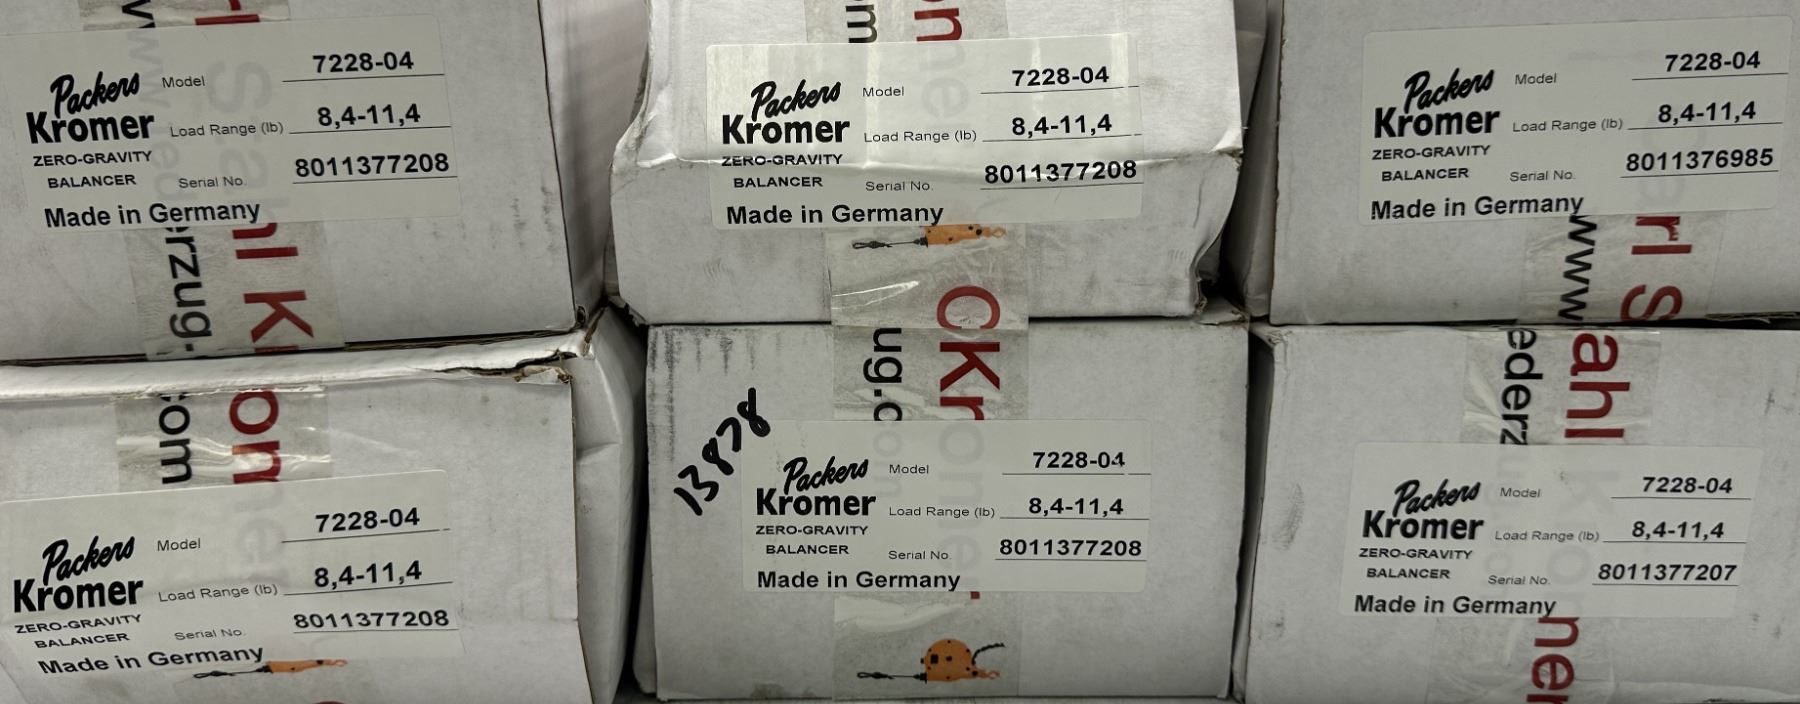 Packers
Kromer
ZERO-GRAVITY
BALANCER
Model 7228-04
Load Range (lb) 8,4-11,4
Serial No. 8011377208
Made in Germany
Packers
Kromer
ZERO-GRAVITY
BALANCER
Model 7228-04
Load Range (lb) 8,4-11,4
Serial No. 8011377208
Made in Germany
Packers
Kromer
ZERO-GRAVITY
BALANCER
Model 7228-04
Load Range (lb) 8,4-11,4
Serial No. 8011376985
Made in Germany
Packers
Kromer
ZERO-GRAVITY
BALANCER
Model 7228-04
Load Range (lb) 8,4-11,4
Serial No. 8011377208
Made in Germany
13878
Packers
Kromer
ZERO-GRAVITY
BALANCER
Model 7228-04
Load Range (lb) 8,4-11,4
Serial No. 8011377208
Made in Germany
Packers
Kromer
ZERO-GRAVITY
BALANCER
Model 7228-04
Load Range (lb) 8,4-11,4
Serial No. 8011377207
Made in Germany